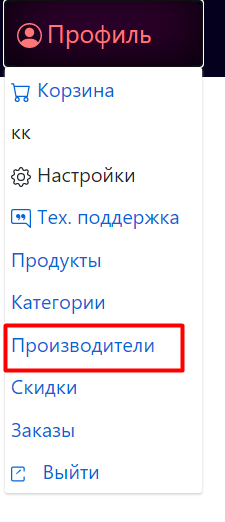 Профиль
Корзина
кк
Настройки
Тех. поддержка
Продукты
Категории
Производители
Скидки
Заказы
Выйти